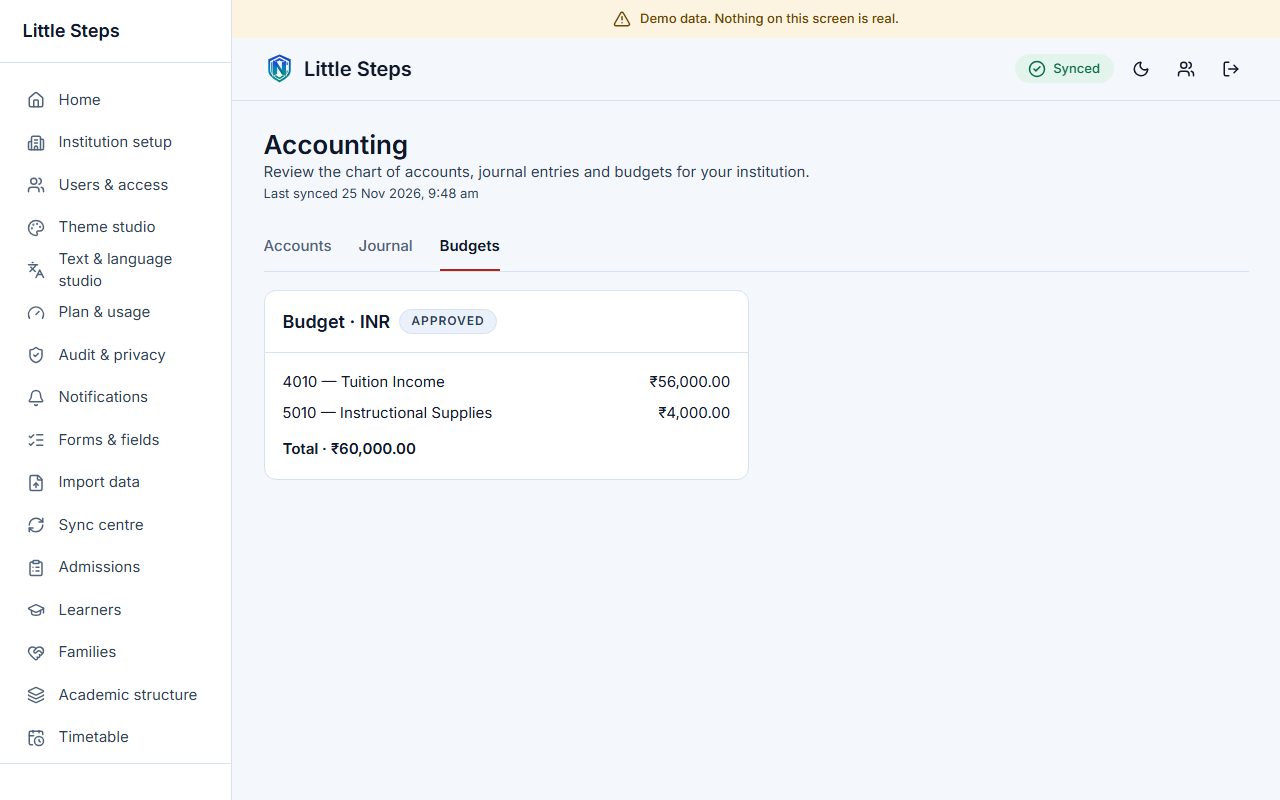 Little Steps
Home
Institution setup
Users & access
Theme studio
Text & language
studio
Plan & usage
Audit & privacy
Notifications
Forms & fields
Import data
Sync centre
Admissions
Learners
Families
Academic structure
Timetable
Demo data. Nothing on this screen is real.
Little Steps
Synced
Accounting
Review the chart of accounts, journal entries and budgets for your institution.
Last synced 25 Nov 2026, 9:48 am
Accounts Journal Budgets
Budget · INR APPROVED
4010 — Tuition Income ₹56,000.00
5010 — Instructional Supplies ₹4,000.00
Total · ₹60,000.00